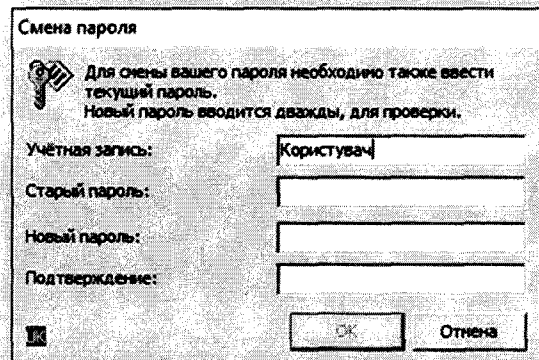 Смена пароля
Для смены вашего пароля необходимо также ввести
текущий пароль.
Новый пароль вводится дважды, для проверки.
Учётная запись:
Користувач
Старый пароль:
Новый пароль:
Подтверждение:
OK
Отмена